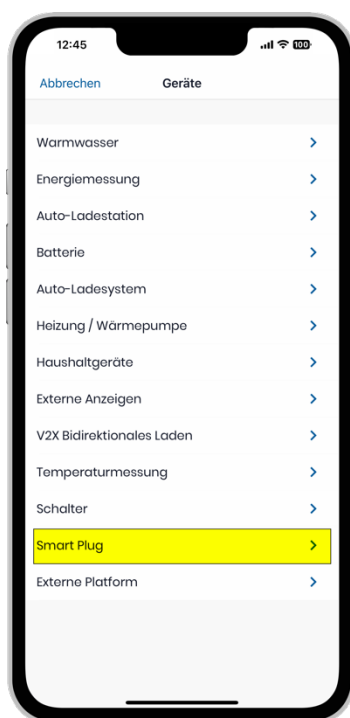 12:45
100
Abbrechen Geräte
Warmwasser
Energiemessung
Auto-Ladestation
Batterie
Auto-Ladesystem
Heizung / Wärmepumpe
Haushaltgeräte
Externe Anzeigen
V2X Bidirektionales Laden
Temperaturmessung
Schalter
Smart Plug
Externe Platform